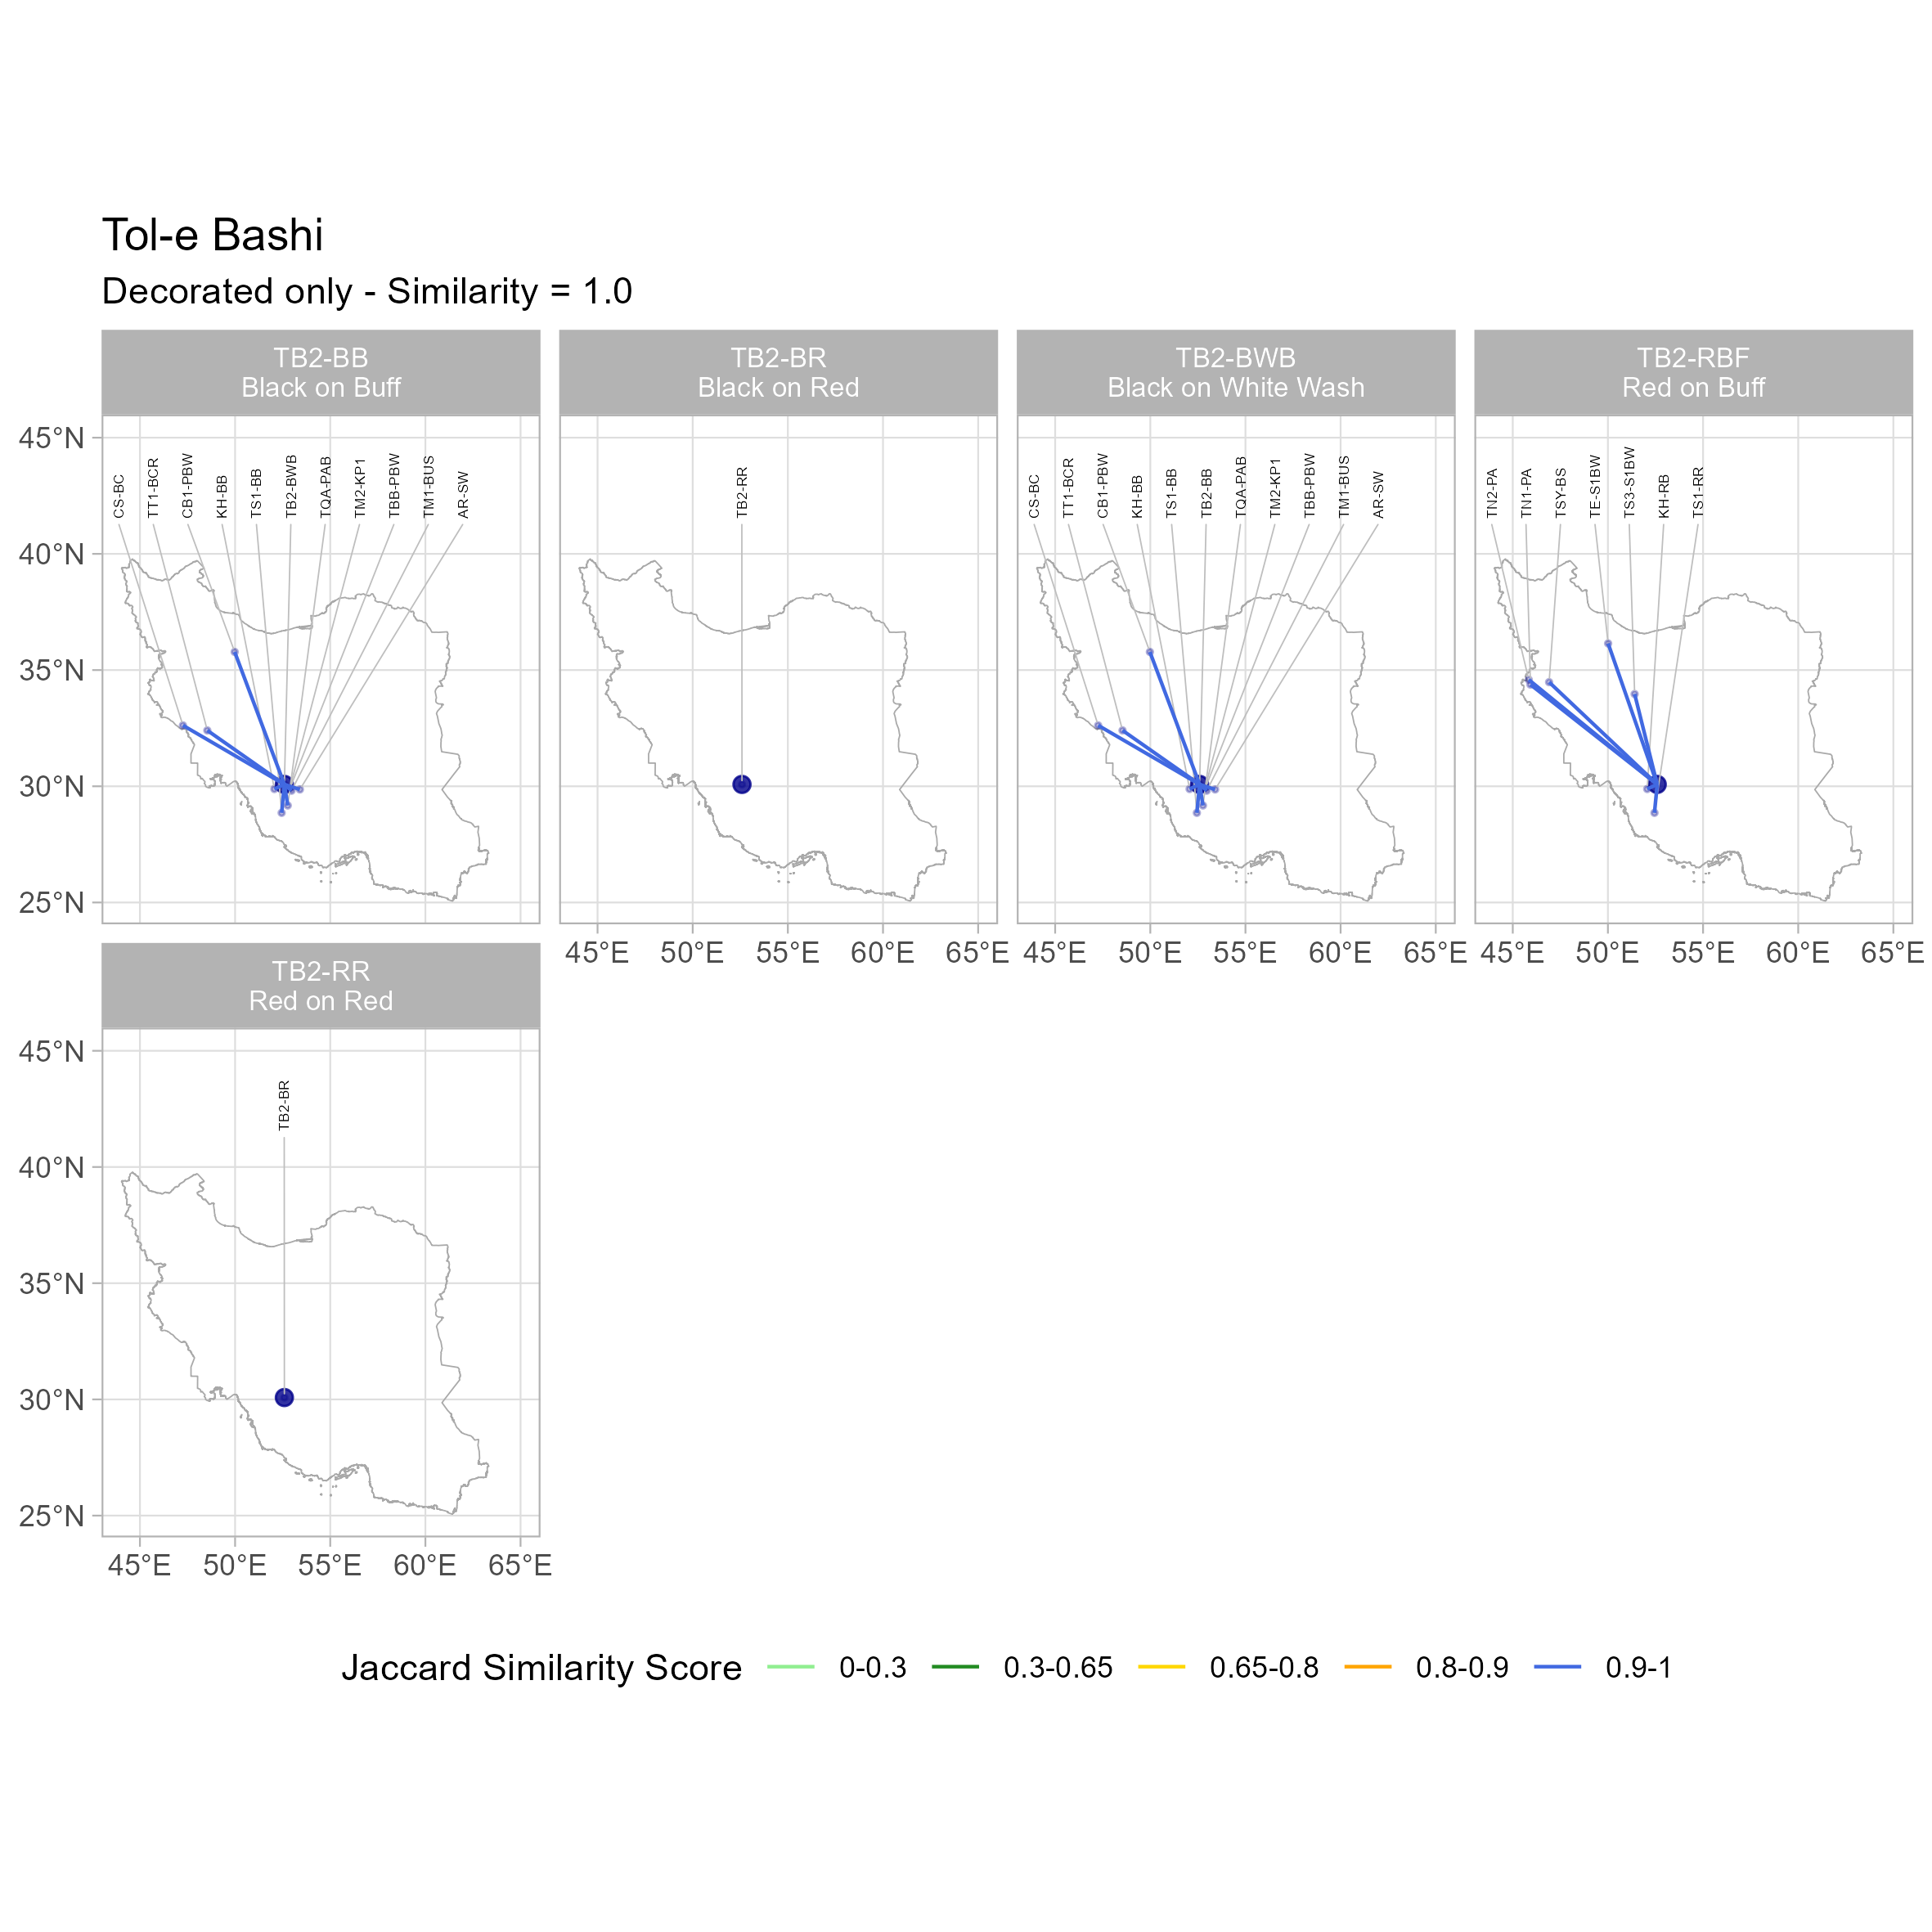 Tol-e Bashi
Decorated only - Similarity = 1.0
TB2-BB
Black on Buff
TB2-BR
Black on Red
TB2-BWB
Black on White Wash
TB2-RBF
Red on Buff
45°N
40°N
35°N
30°N
25°N
CS-BC
TT1-BCR
CB1-PBW
KH-BB
TS1-BB
TB2-BWB
TQA-PAB
TM2-KP1
TBB-PBW
TM1-BUS
AR-SW
TB2-RR
CS-BC
TT1-BCR
CB1-PBW
KH-BB
TS1-BB
TB2-BB
TQA-PAB
TM2-KP1
TBB-PBW
TM1-BUS
AR-SW
TN2-PA
TN1-PA
TSY-BS
TE-S1BW
TS3-S1BW
KH-RB
TS1-RR
45°E 50°E 55°E 60°E 65°E
45°E 50°E 55°E 60°E 65°E
45°E 50°E 55°E 60°E 65°E
TB2-RR
Red on Red
45°N
40°N
35°N
30°N
25°N
TB2-BR
45°E 50°E 55°E 60°E 65°E
Jaccard Similarity Score 0-0.3 0.3-0.65 0.65-0.8 0.8-0.9 0.9-1